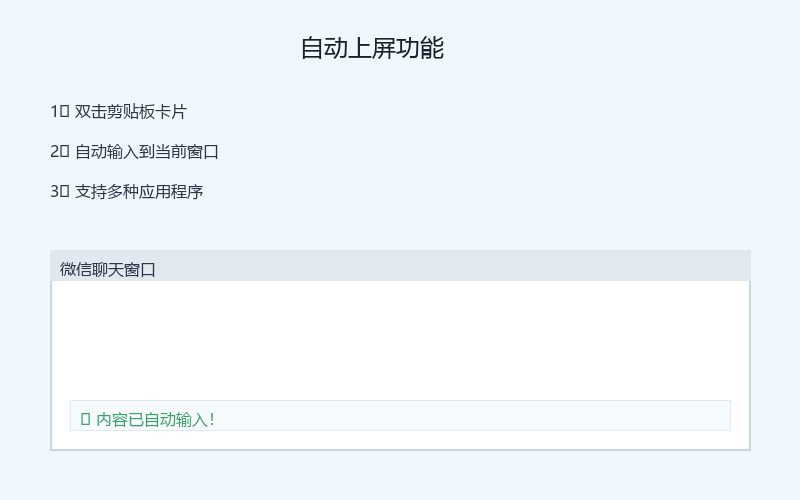 自动上屏功能
1▯ 双击剪贴板卡片
2▯ 自动输入到当前窗口
3▯ 支持多种应用程序
微信聊天窗口
▯ 内容已自动输入!